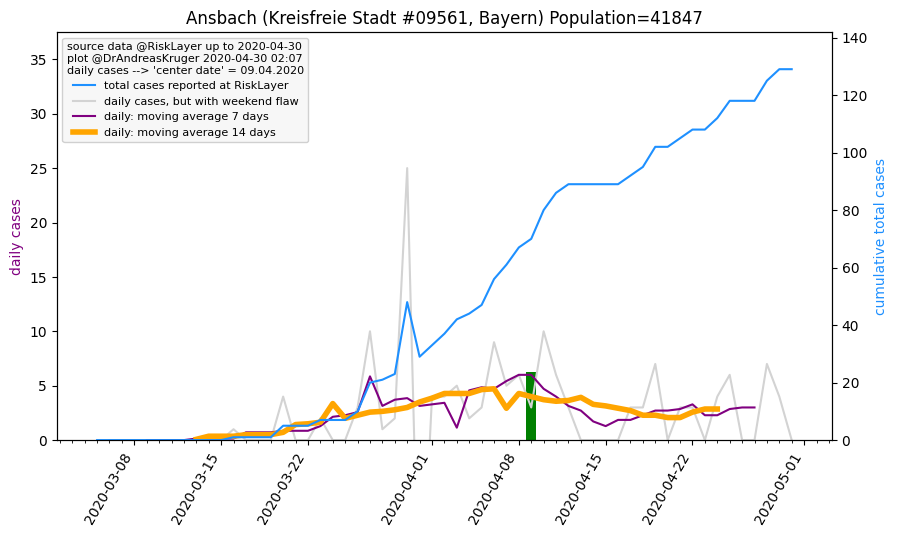 Ansbach (Kreisfreie Stadt #09561, Bayern) Population=41847
source data @RiskLayer up to 2020-04-30
plot @DrAndreasKruger 2020-04-30 02:07
daily cases --> 'center date' = 09.04.2020
total cases reported at RiskLayer
daily cases, but with weekend flaw
daily: moving average 7 days
daily: moving average 14 days
daily cases
35
30
25
20
15
10
5
0
cumulative total cases
140
120
100
80
60
40
20
0
2020-03-08
2020-03-15
2020-03-22
2020-04-01
2020-04-08
2020-04-15
2020-04-22
2020-05-01